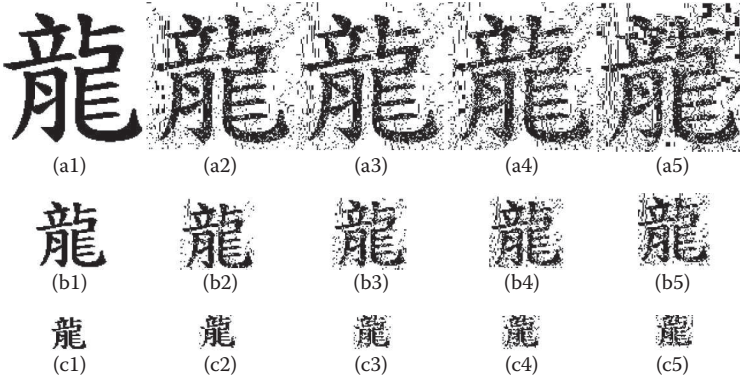 龍 龍 龍 龍 龍
(a1) (a2) (a3) (a4) (a5)
龍 龍 龍 龍 龍
(b1) (b2) (b3) (b4) (b5)
龍 龍 龍 龍 龍
(c1) (c2) (c3) (c4) (c5)